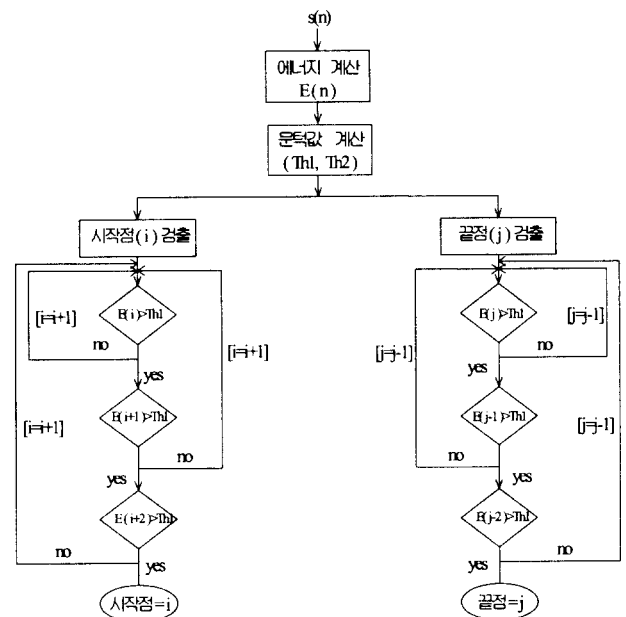 s(n)
에너지 계산
E(n)
문턱값 계산
(Th1, Th2)
시작점(i) 검출
E(i)>Th1
[i=i+1]
no
[i=i+1]
yes
E(i+1)>Th1
[i=i+1]
no
yes
E(i+2)>Th1
no
yes
시작점=i
끝점(j) 검출
E(j)>Th1
[j=j-1]
no
[j=j-1]
yes
E(j-1)>Th1
[j=j-1]
no
yes
E(j-2)>Th1
no
yes
끝점=j